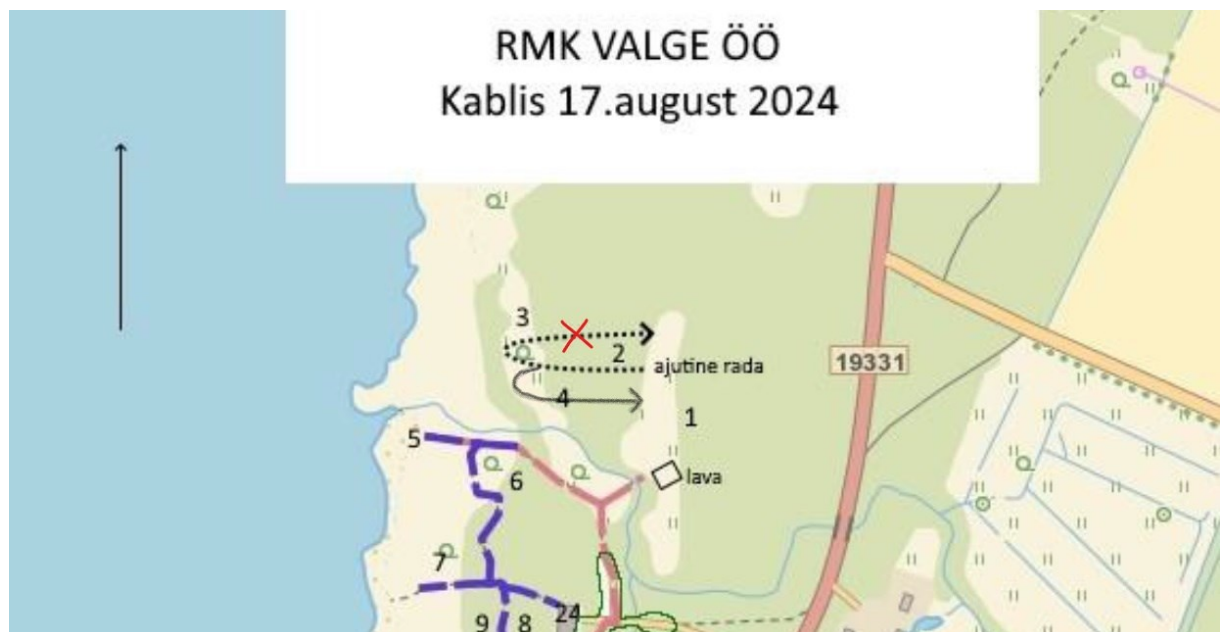 RMK VALGE ÖÖ
Kablis 17.august 2024
3
2
ajutine rada
19331
4
1
5
6
lava
7
24
9
8